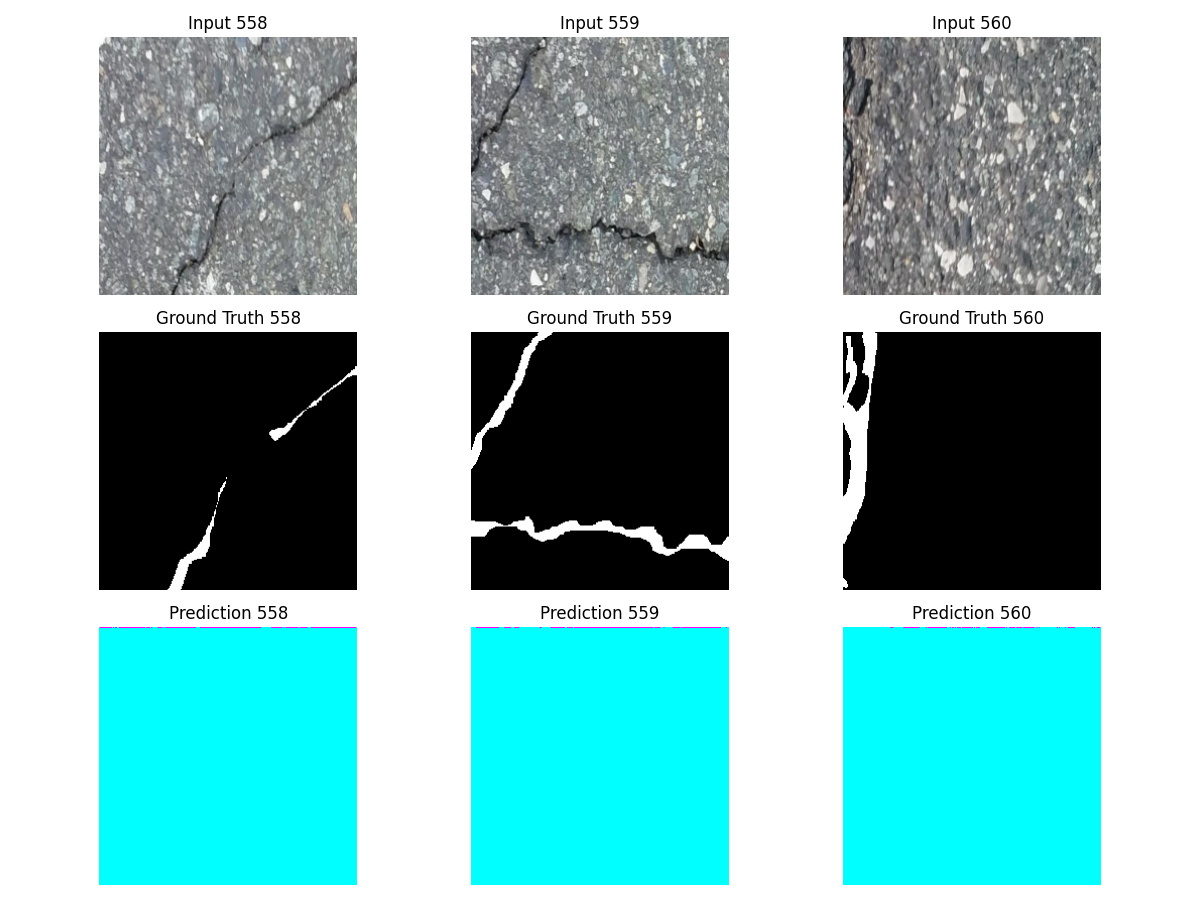 Input 558
Input 559
Input 560
Ground Truth 558
Ground Truth 559
Ground Truth 560
Prediction 558
Prediction 559
Prediction 560